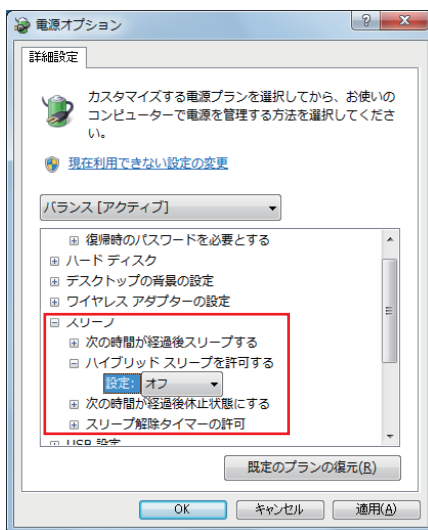 電源オプション
詳細設定
カスタマイズする電源プランを選択してから、お使いの
コンピューターで電源を管理する方法を選択してくださ
い。
現在利用できない設定の変更
バランス [アクティブ]
復帰時のパスワードを必要とする
ハード ディスク
デスクトップの背景の設定
ワイヤレス アダプターの設定
スリープ
次の時間が経過後スリープする
ハイブリッド スリープを許可する
設定: オフ
次の時間が経過後休止状態にする
スリープ解除タイマーの許可
USB 設定
既定のプランの復元(R)
OK キャンセル 適用(A)